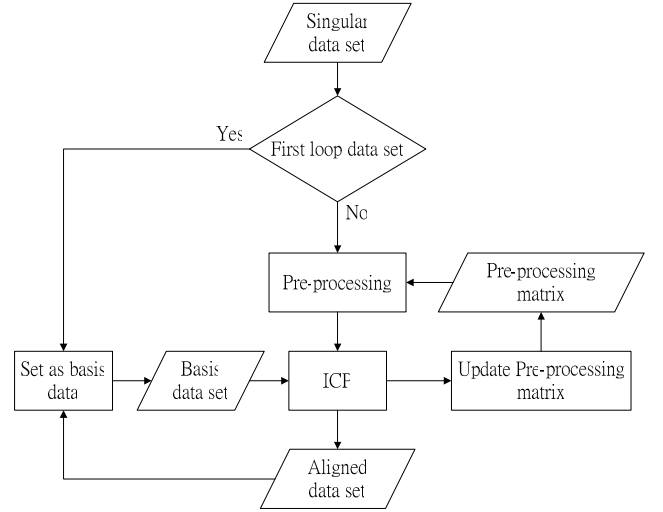 Singular
data set
Yes
First loop data set
No
Pre-processing
Pre-processing
matrix
Set as basis
data
Basis
data set
ICP
Update Pre-processing
matrix
Aligned
data set